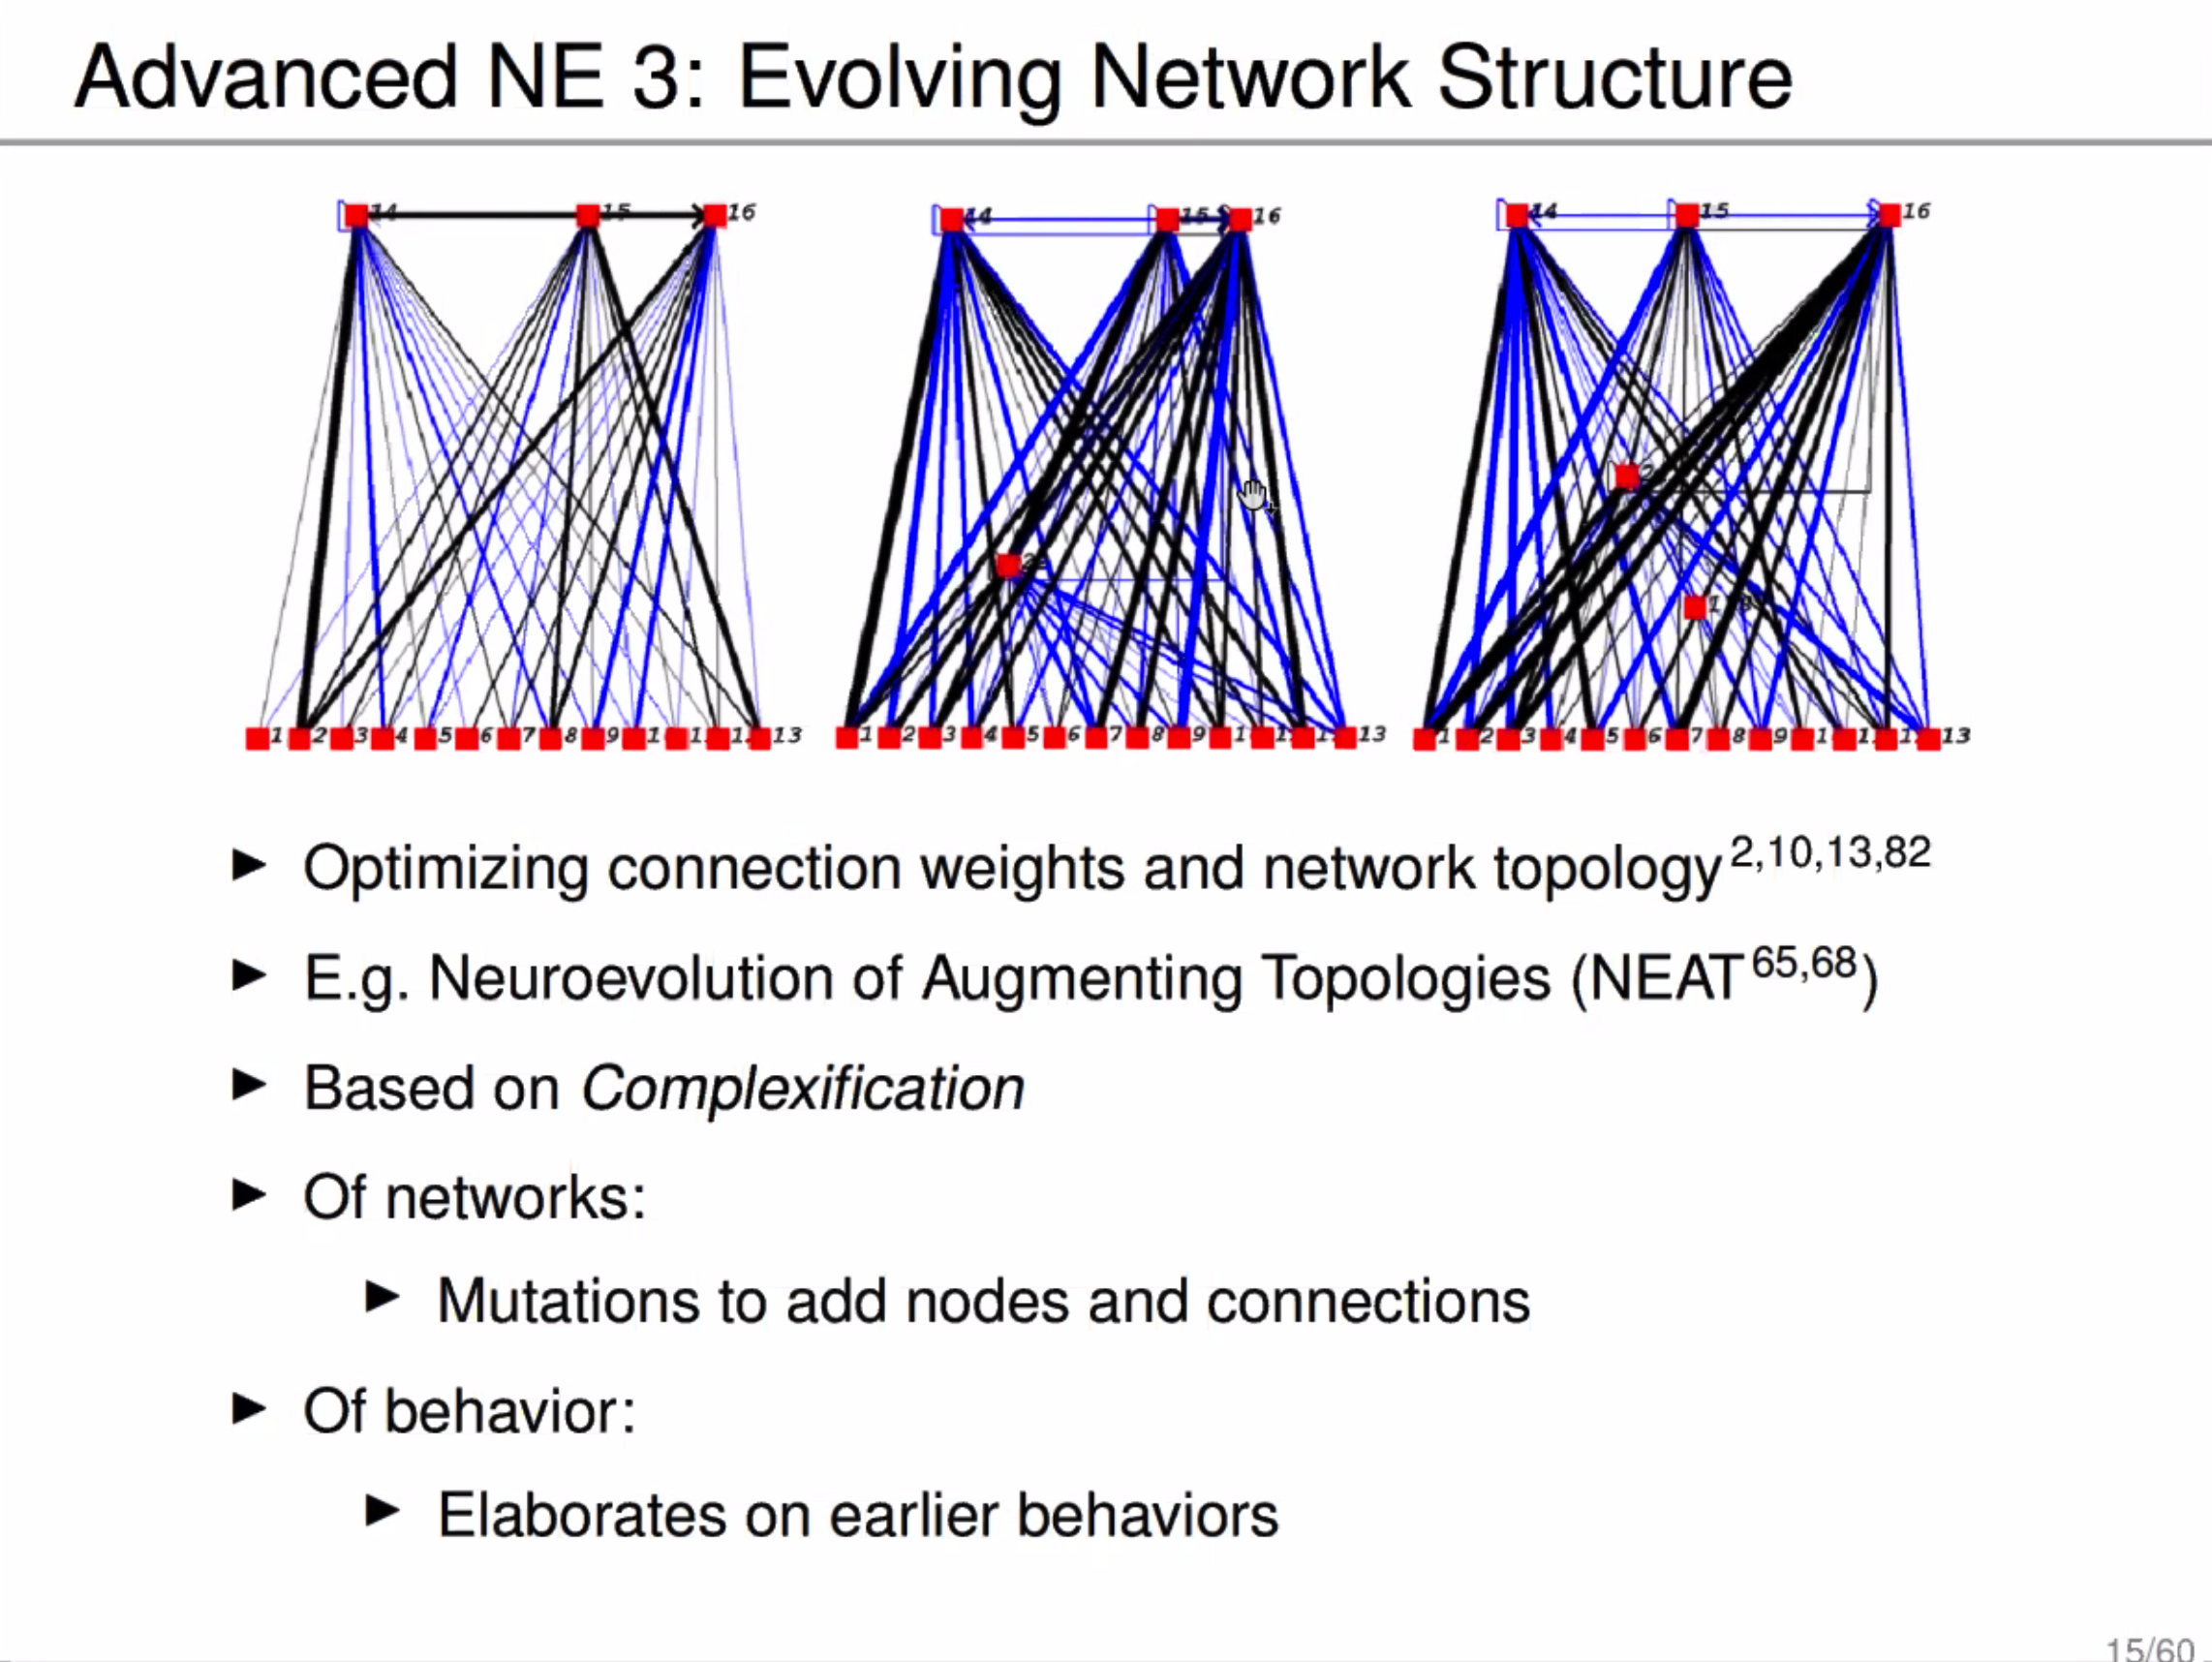 Advanced NE 3: Evolving Network Structure
14 15 16
14 15 16
14 15 16
1 2 3 4 5 6 7 8 9 1 1 1 13
1 2 3 4 5 6 7 8 9 1 1 1 13
1 2 3 4 5 6 7 8 9 1 1 1 13
► Optimizing connection weights and network topology2,10,13,82
► E.g. Neuroevolution of Augmenting Topologies (NEAT65,68)
► Based on Complexification
► Of networks:
► Mutations to add nodes and connections
► Of behavior:
► Elaborates on earlier behaviors
15/60